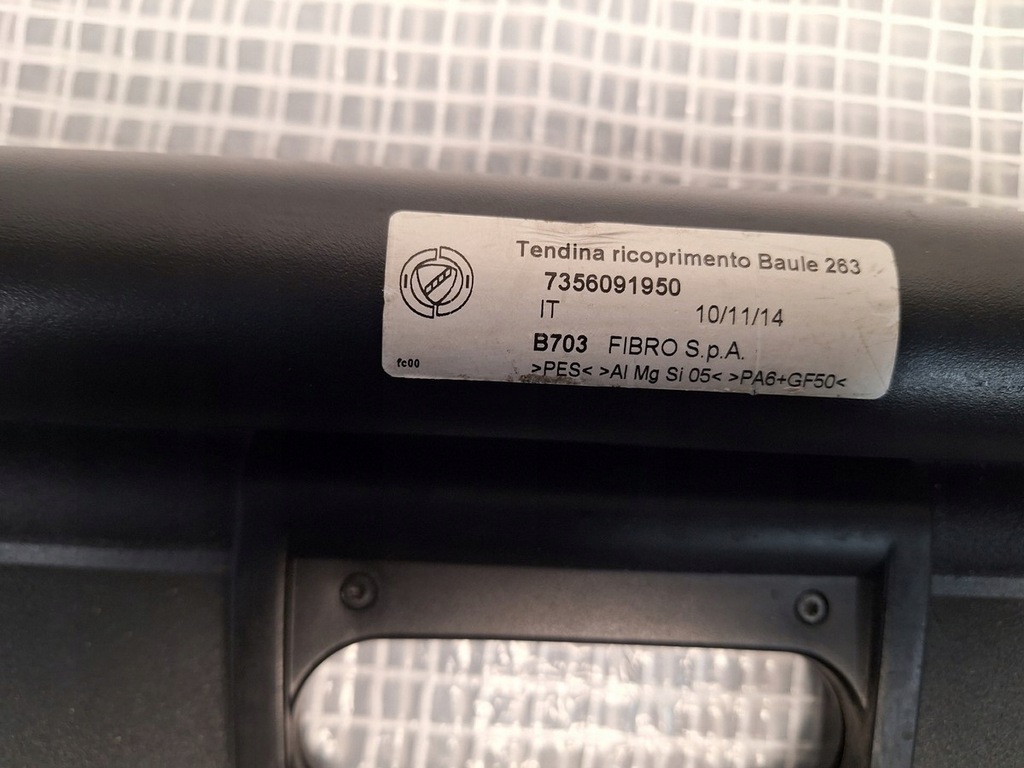 Tendina ricoprimento Baule 263
7356091950
IT 10/11/14
B703 FIBRO S.p.A.
fc00
>PES< >Al Mg Si 05< >PA6+GF50<